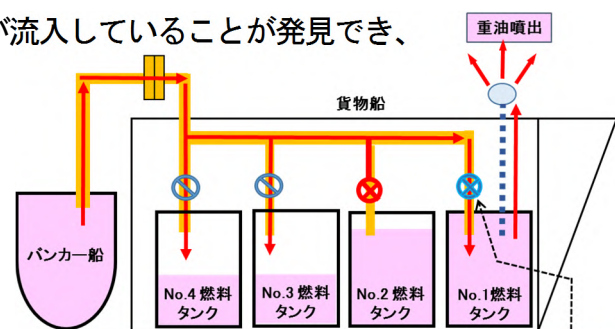 が流入していることが発見でき、
重油噴出
貨物船
バンカー船
No.4 燃料
タンク
No.3 燃料
タンク
No.2 燃料
タンク
No.1燃料
タンク